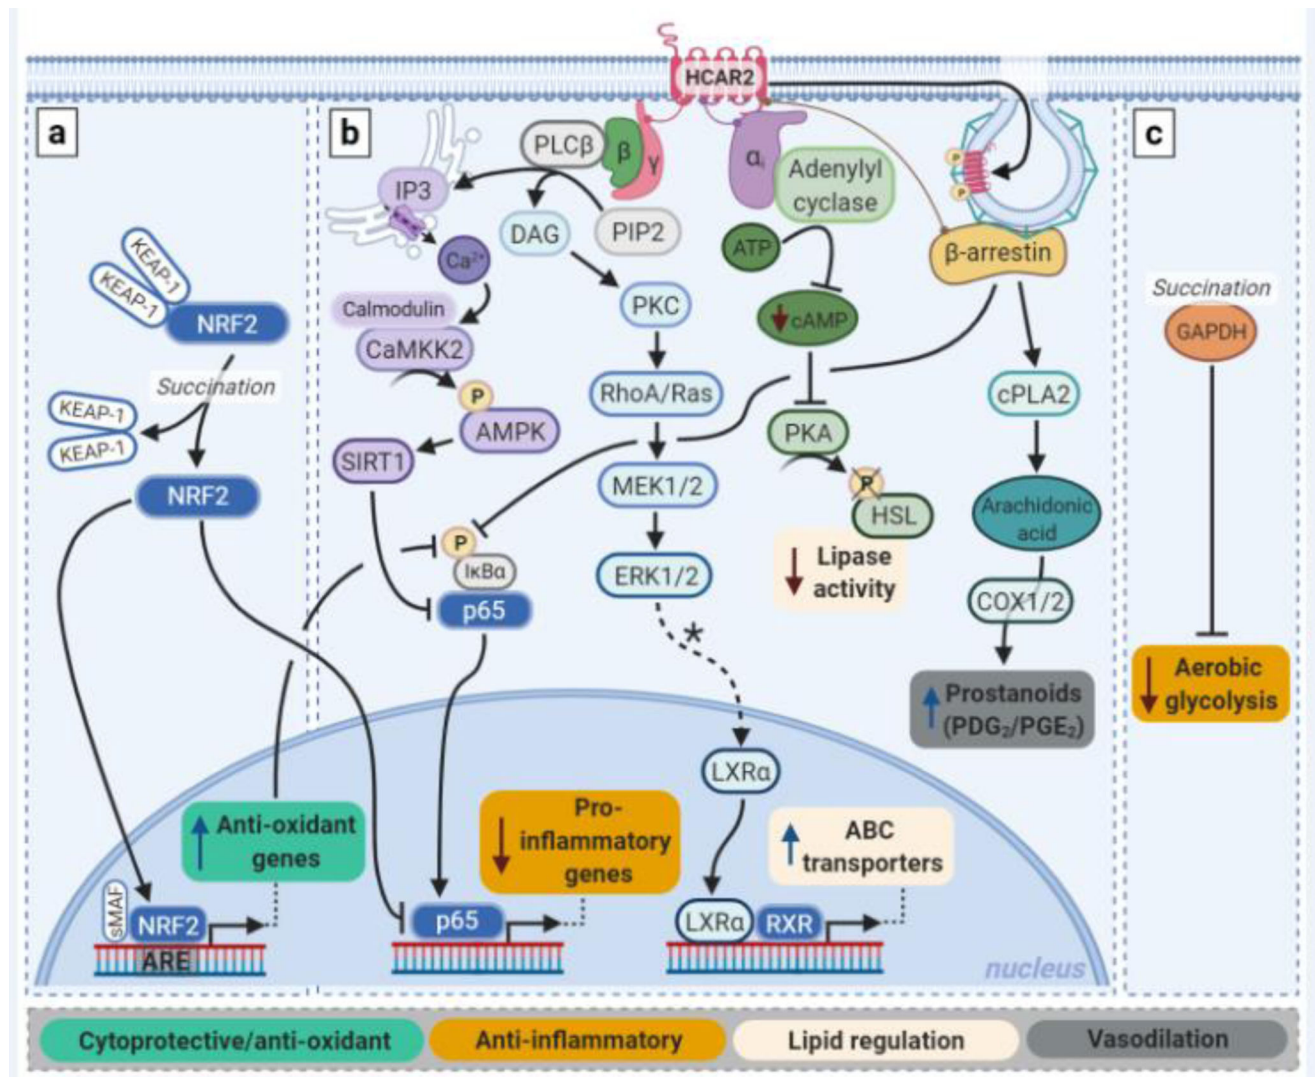 HCAR2
a
KEAP-1
KEAP-1
NRF2
Succination
KEAP-1
KEAP-1
NRF2
b
PLCβ
β
γ
IP3
DAG
PIP2
Ca²⁺
Calmodulin
CaMKK2
P
AMPK
SIRT1
PKC
RhoA/Ras
MEK1/2
ERK1/2
*
P
IκBα
p65
αᵢ
Adenylyl
cyclase
ATP
cAMP
PKA
P
HSL
Lipase
activity
P
P
β-arrestin
cPLA2
Arachidonic
acid
COX1/2
Prostanoids
(PDG₂/PGE₂)
c
Succination
GAPDH
Aerobic
glycolysis
Anti-oxidant
genes
sMAF
NRF2
ARE
Pro-
inflammatory
genes
p65
LXRα
ABC
transporters
LXRα
RXR
nucleus
Cytoprotective/anti-oxidant
Anti-inflammatory
Lipid regulation
Vasodilation